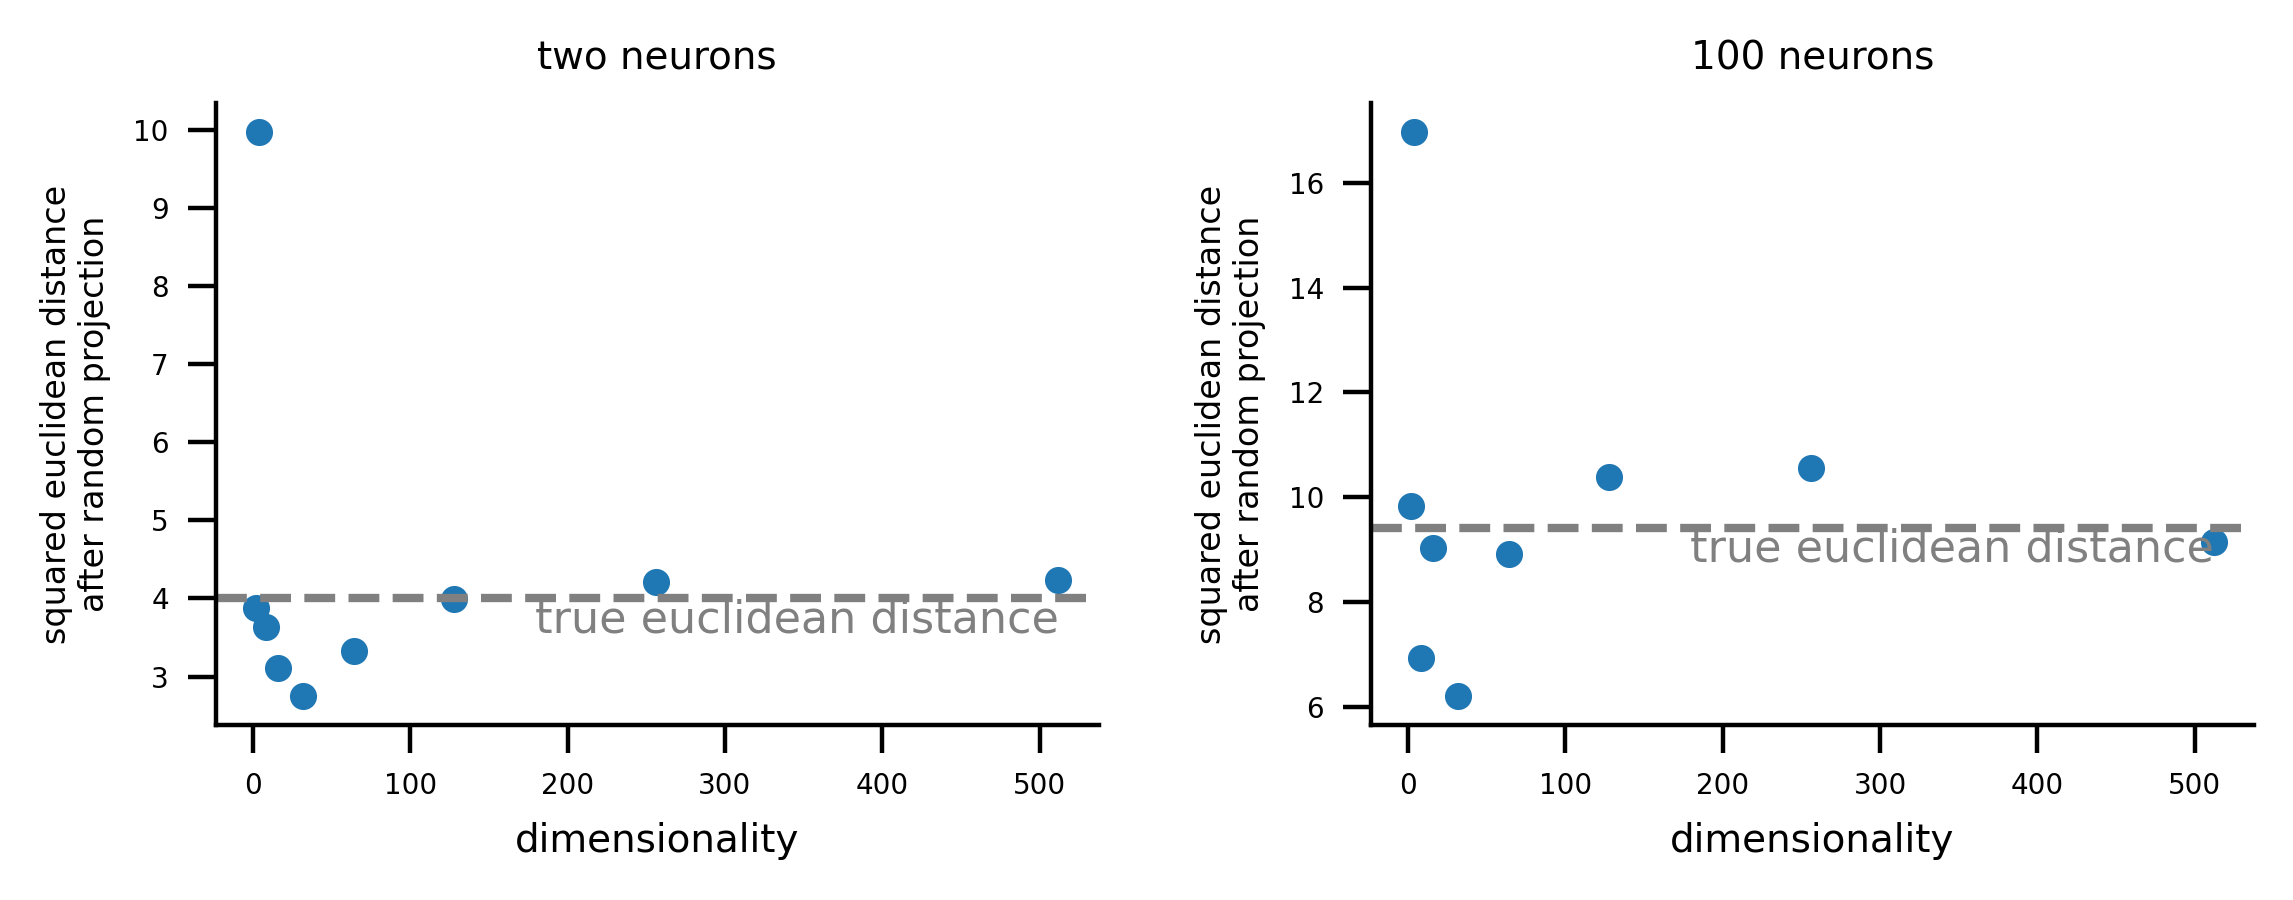 two neurons
squared euclidean distance
after random projection
10
9
8
7
6
5
4
3
true euclidean distance
0 100 200 300 400 500
dimensionality
100 neurons
squared euclidean distance
after random projection
16
14
12
10
8
6
true euclidean distance
0 100 200 300 400 500
dimensionality